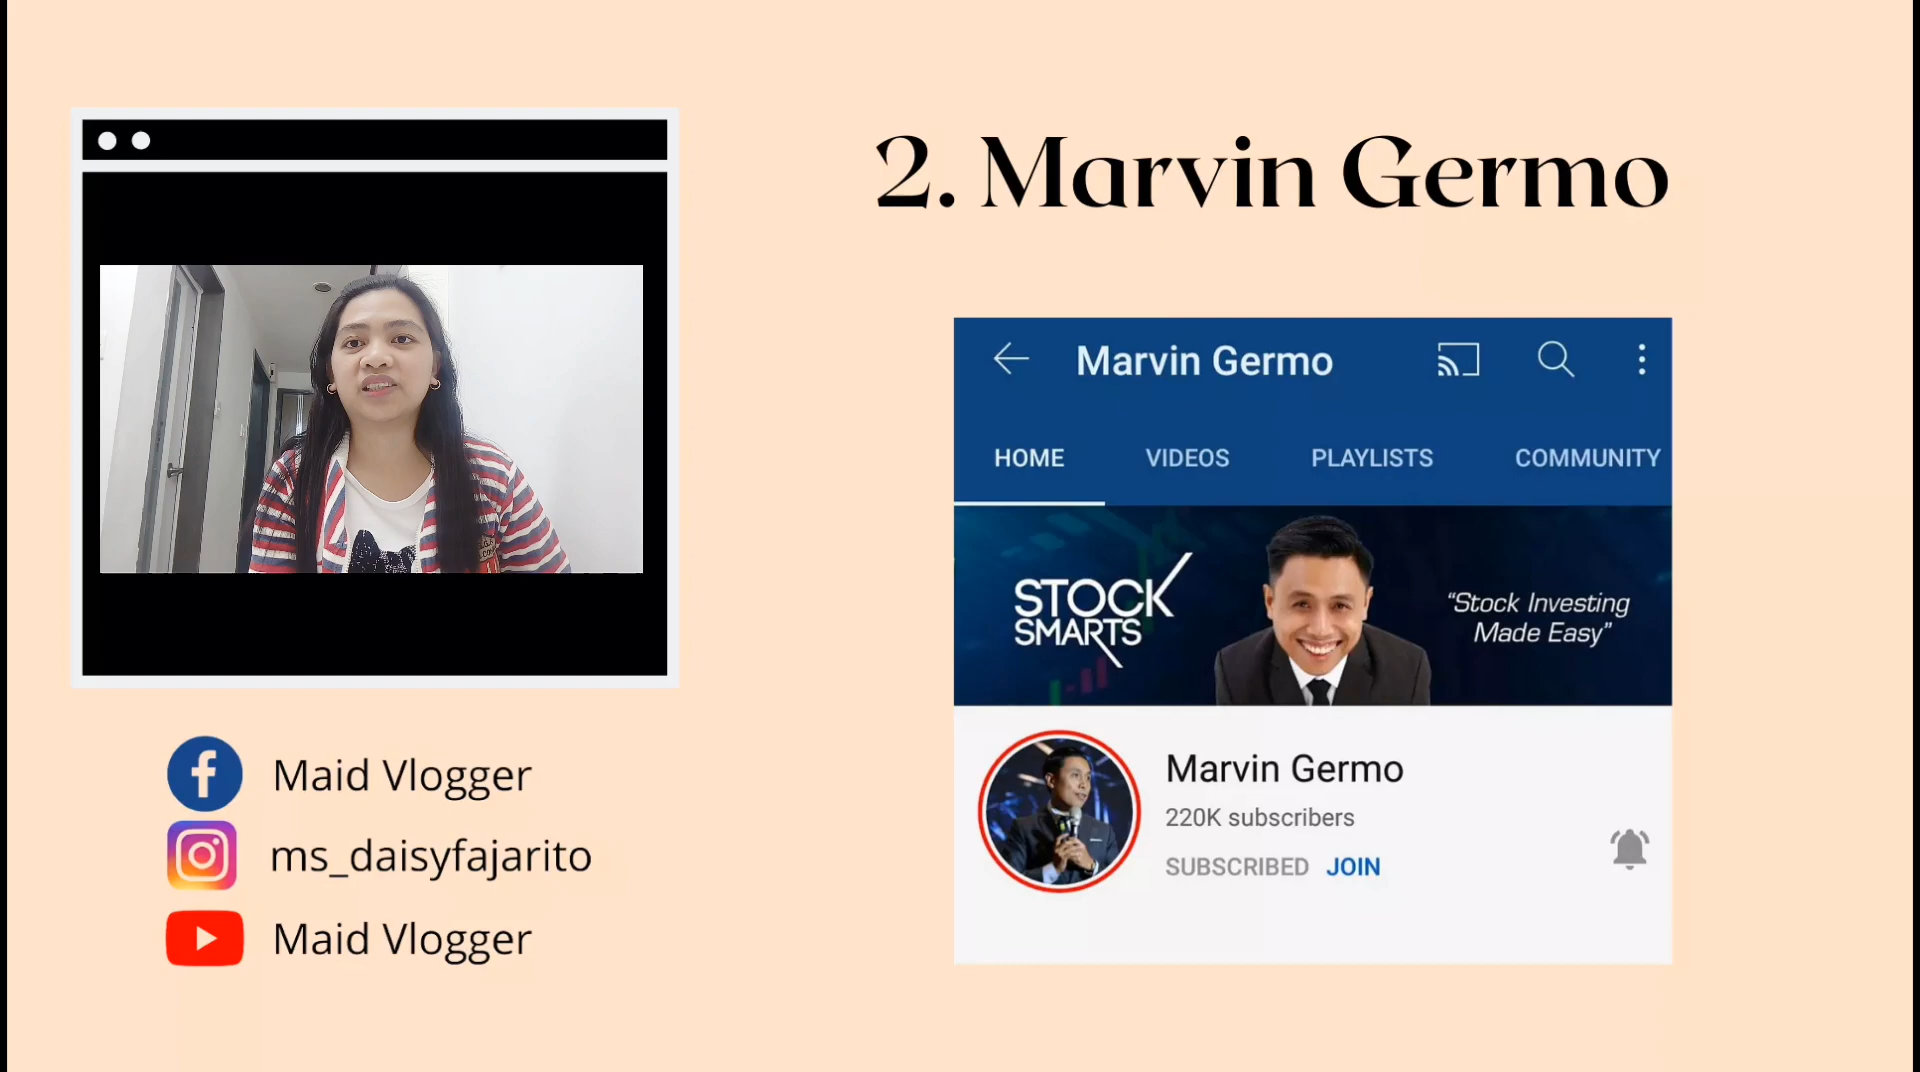 2. Marvin Germo
Marvin Germo
HOME VIDEOS PLAYLISTS COMMUNITY
STOCK
SMARTS
“Stock Investing
Made Easy”
Marvin Germo
220K subscribers
SUBSCRIBED JOIN
Maid Vlogger
ms_daisyfajarito
Maid Vlogger